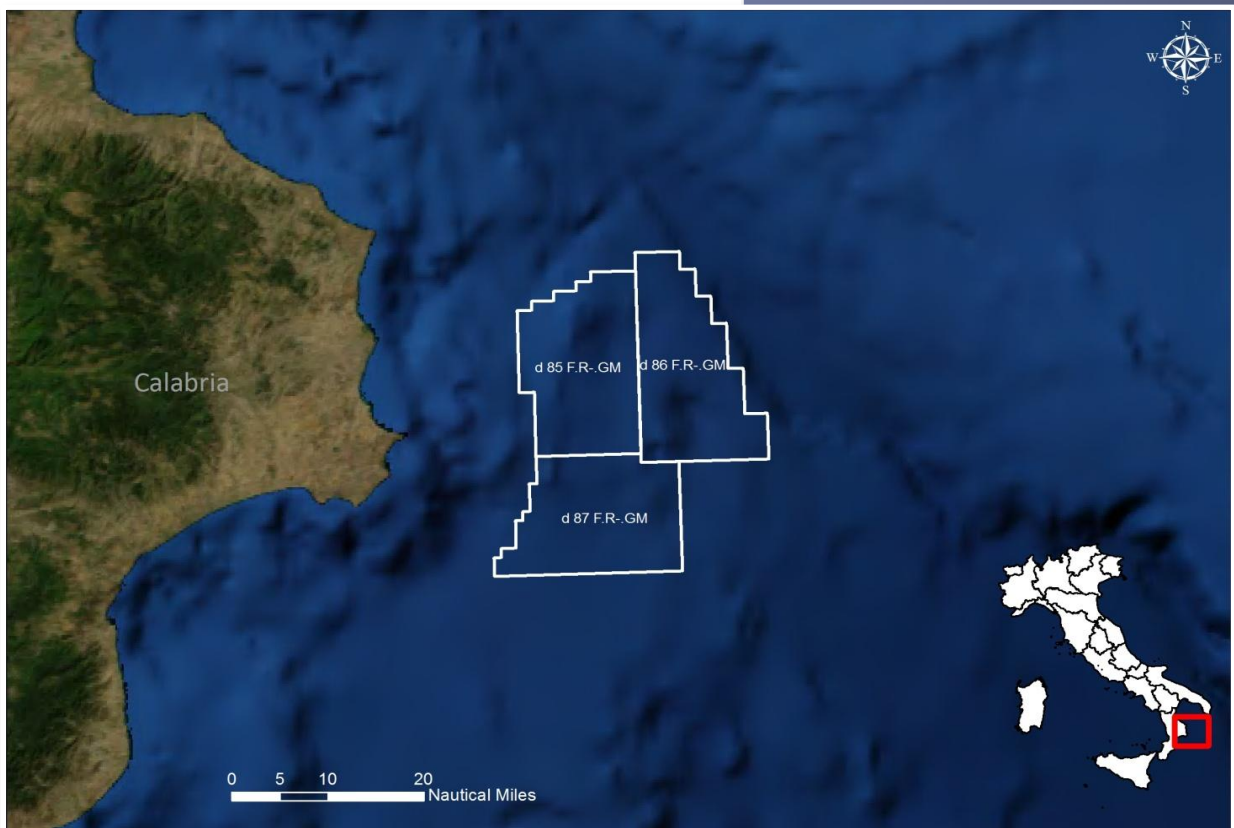 N
W E
S
d 85 F.R-.GM
d 86 F.R-.GM
Calabria
d 87 F.R-.GM
0 5 10 20
Nautical Miles